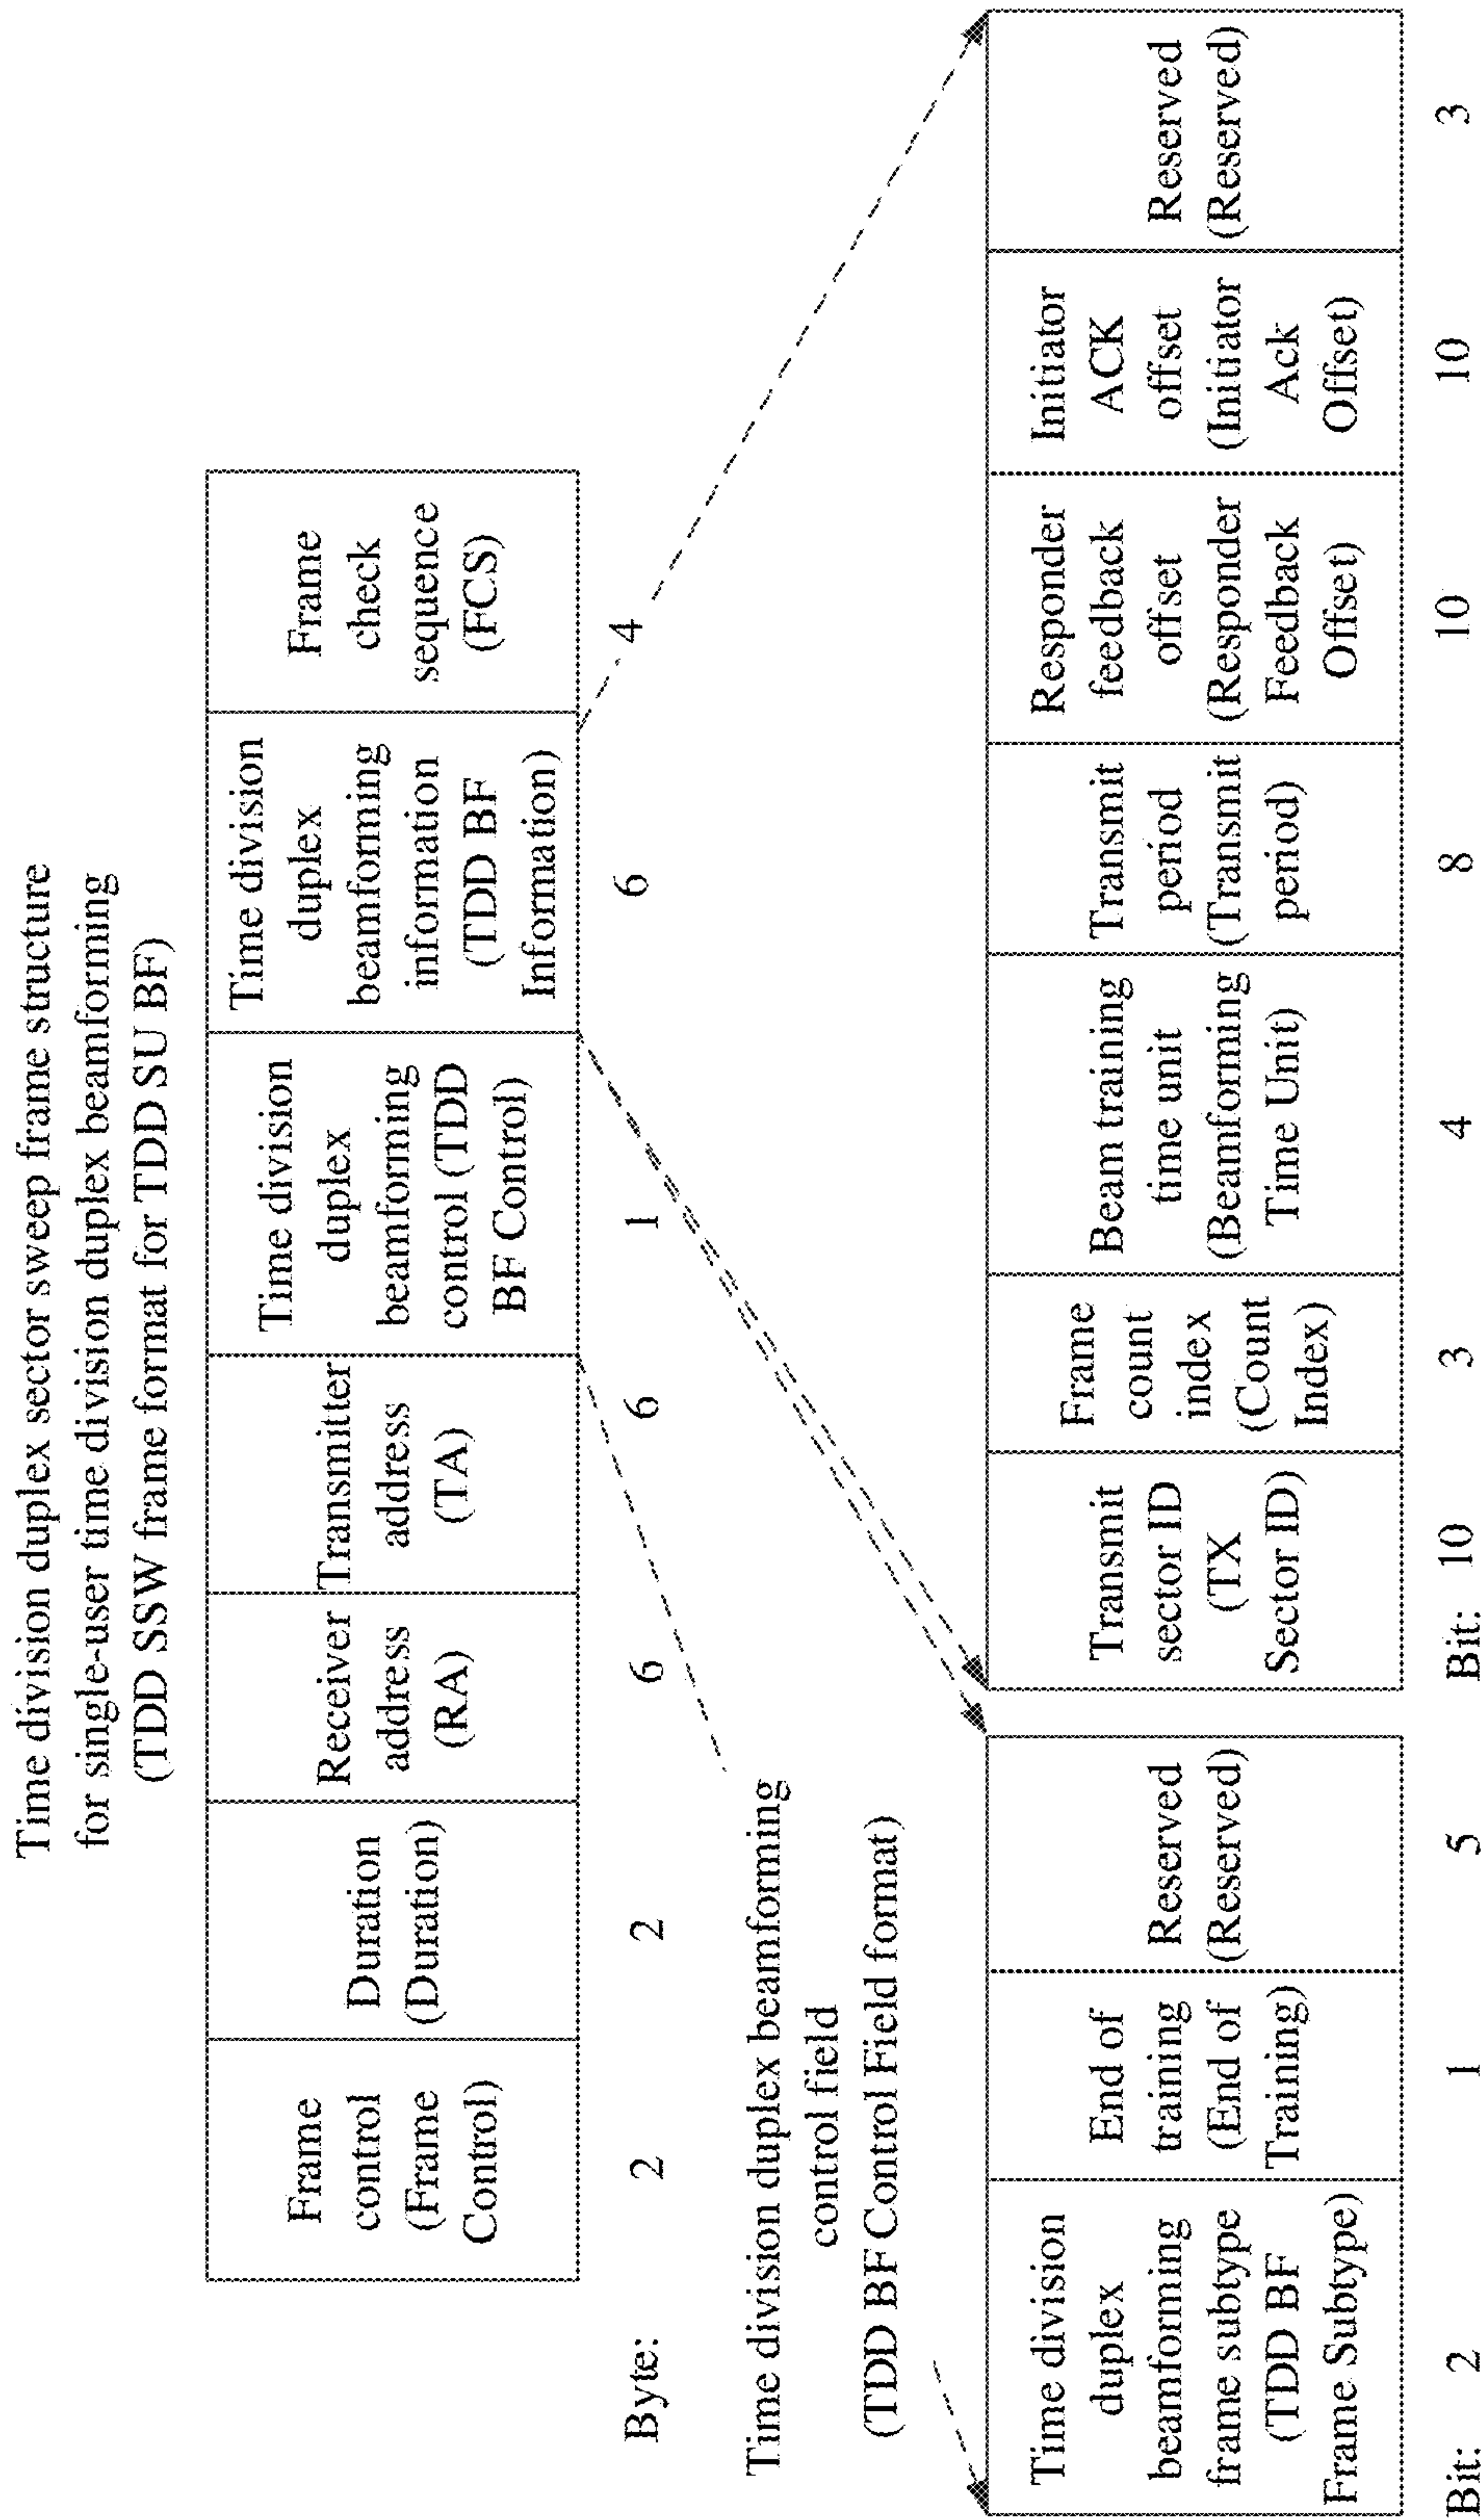 Time division duplex sector sweep frame structure
for single-user time division duplex beamforming
(TDD SSW frame format for TDD SU BF)
Frame
control
(Frame
Control)
Duration
(Duration)
Receiver
address
(RA)
Transmitter
address
(TA)
Time division
duplex
beamforming
control (TDD
BF Control)
Time division
duplex
beamforming
information
(TDD BF
Information)
Frame
check
sequence
(FCS)
Byte: 2 2 6 6 1 6 4
Time division duplex beamforming
control field
(TDD BF Control Field format)
Time division
duplex
beamforming
frame subtype
(TDD BF
Frame Subtype)
End of
training
(End of
Training)
Reserved
(Reserved)
Bit: 2 1 5
Transmit
sector ID
(TX
Sector ID)
Frame
count
index
(Count
Index)
Beam training
time unit
(Beamforming
Time Unit)
Transmit
period
(Transmit
period)
Responder
feedback
offset
(Responder
Feedback
Offset)
Initiator
ACK
offset
(Initiator
Ack
Offset)
Reserved
(Reserved)
Bit: 10 3 4 8 10 10 3